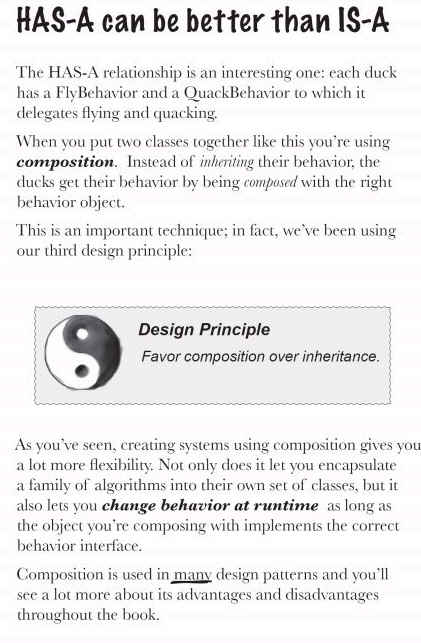 HAS-A can be better than IS-A
The HAS-A relationship is an interesting one: each duck
has a FlyBehavior and a QuackBehavior to which it
delegates flying and quacking.
When you put two classes together like this you're using
composition. Instead of inheriting their behavior, the
ducks get their behavior by being composed with the right
behavior object.
This is an important technique; in fact, we've been using
our third design principle:
Design Principle
Favor composition over inheritance.
As you've seen, creating systems using composition gives you
a lot more flexibility. Not only does it let you encapsulate
a family of algorithms into their own set of classes, but it
also lets you change behavior at runtime as long as
the object you're composing with implements the correct
behavior interface.
Composition is used in many design patterns and you'll
see a lot more about its advantages and disadvantages
throughout the book.